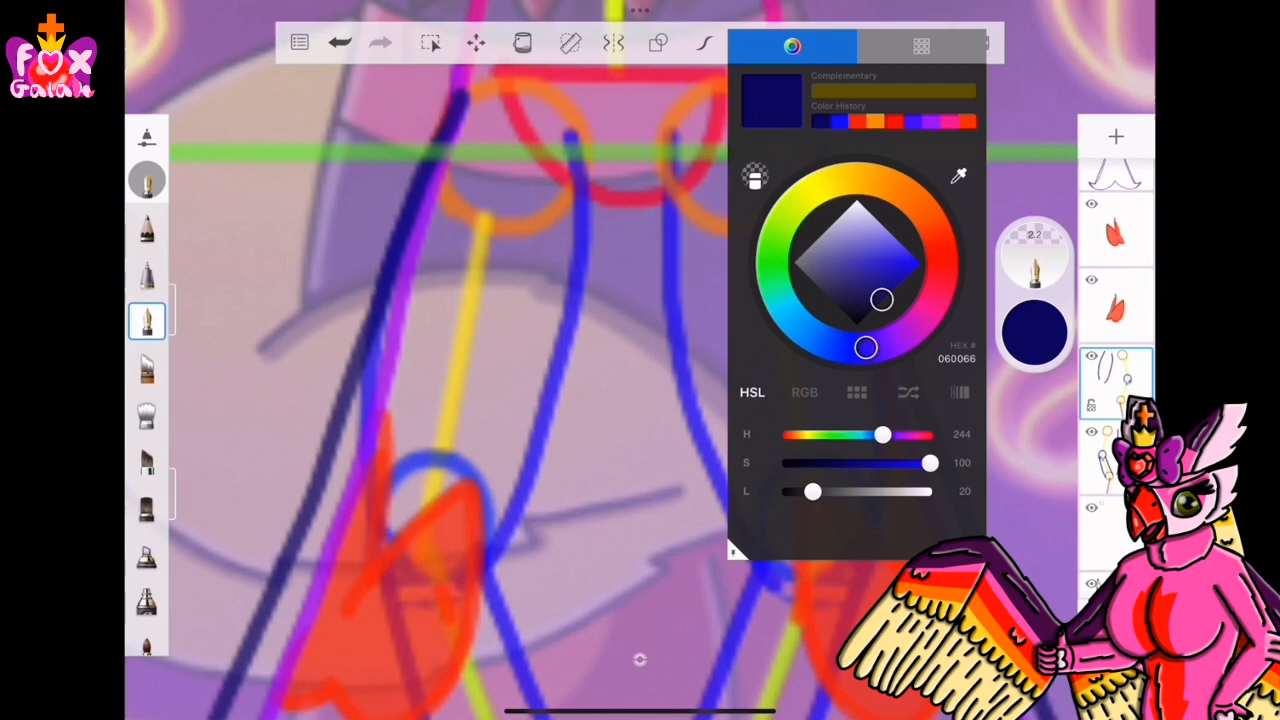 FOX
Galak
Complementary
Color History
2.2
HEX #
060066
HSL
RGB
H
244
S
100
L
20